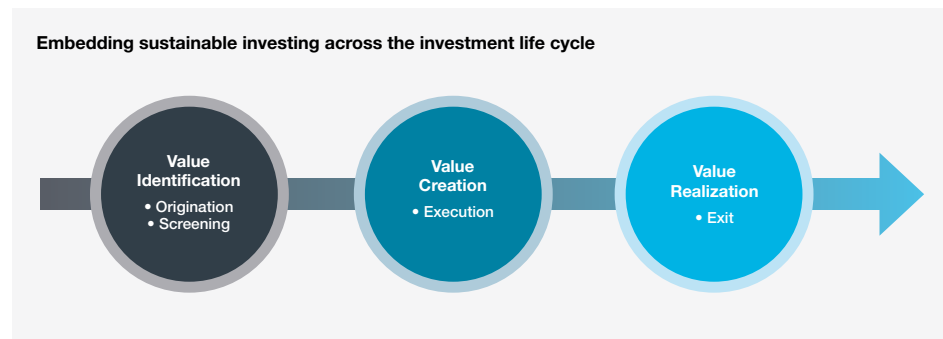 Embedding sustainable investing across the investment life cycle
Value
Identification
• Origination
• Screening
Value
Creation
• Execution
Value
Realization
• Exit